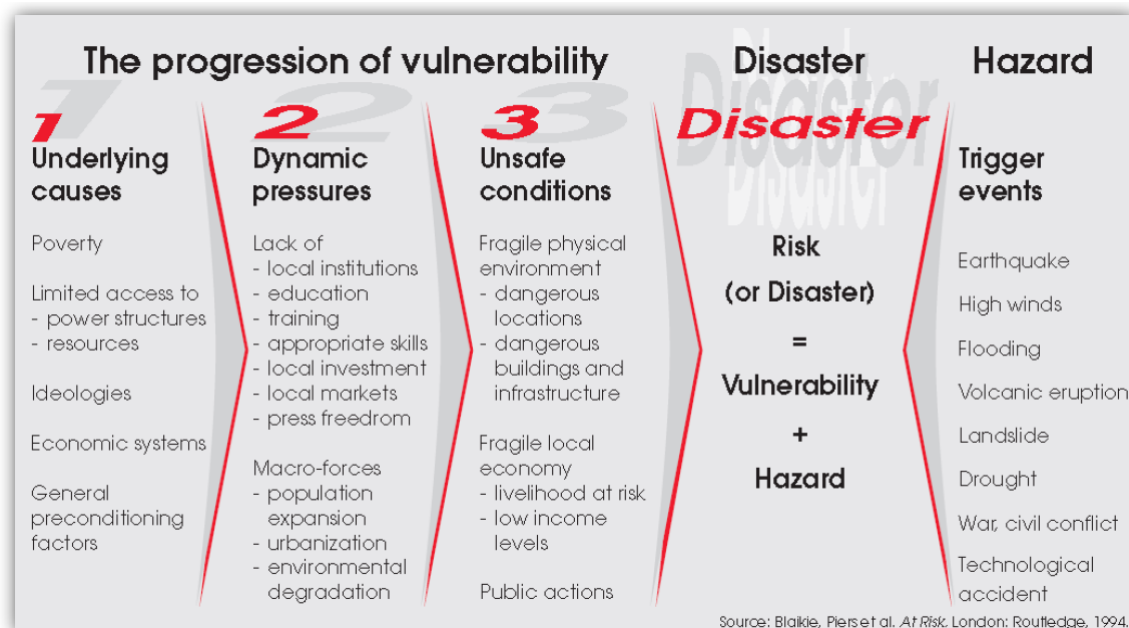 The progression of vulnerability
1
Underlying
causes
Poverty
Limited access to
- power structures
- resources
Ideologies
Economic systems
General
preconditioning
factors
2
Dynamic
pressures
Lack of
- local institutions
- education
- training
- appropriate skills
- local investment
- local markets
- press freedrom
Macro-forces
- population
expansion
- urbanization
- environmental
degradation
3
Unsafe
conditions
Fragile physical
environment
- dangerous
locations
- dangerous
buildings and
infrastructure
Fragile local
economy
- livelihood at risk
- low income
levels
Public actions
Disaster
Disaster
Risk
(or Disaster)
=
Vulnerability
+
Hazard
Hazard
Trigger
events
Earthquake
High winds
Flooding
Volcanic eruption
Landslide
Drought
War, civil conflict
Technological
accident
Source: Blaikie, Piers et al. At Risk. London: Routledge, 1994.